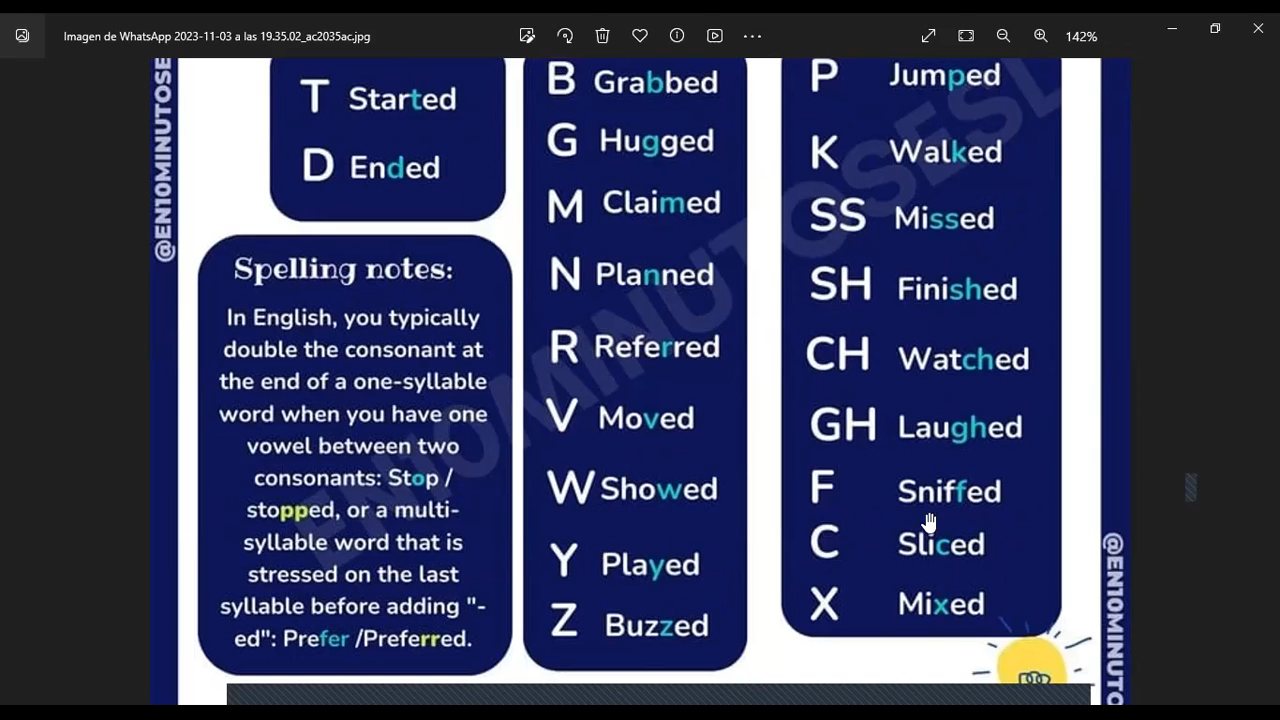 Imagen de WhatsApp 2023-11-03 a las 19.35.02_ac2035ac.jpg
142%
@EN10MINUTOSE
T Started
D Ended
Spelling notes:
In English, you typically
double the consonant at
the end of a one-syllable
word when you have one
vowel between two
consonants: Stop /
stopped, or a multi-
syllable word that is
stressed on the last
syllable before adding "-
ed": Prefer /Preferred.
B Grabbed
G Hugged
M Claimed
N Planned
R Referred
V Moved
W Showed
Y Played
Z Buzzed
P Jumped
K Walked
SS Missed
SH Finished
CH Watched
GH Laughed
F Sniffed
C Sliced
X Mixed
EN10MINUTOSESL
@EN10MINUTO